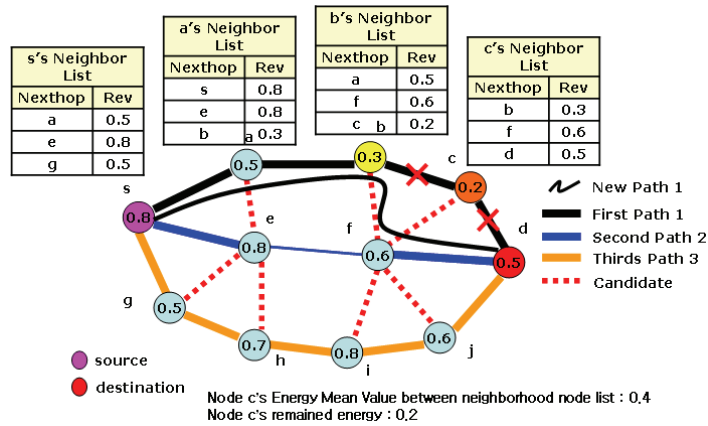 s's Neighbor
List
Nexthop Rev
a 0.5
e 0.8
g 0.5
a's Neighbor
List
Nexthop Rev
s 0.8
e 0.8
b 0.3
b's Neighbor
List
Nexthop Rev
a 0.5
f 0.6
c 0.2
c's Neighbor
List
Nexthop Rev
b 0.3
f 0.6
d 0.5
a
0.5
b
0.3
c
0.2
s
0.8
e
0.8
f
0.6
d
0.5
g
0.5
h
0.7
i
0.8
j
0.6
New Path 1
First Path 1
Second Path 2
Thirds Path 3
Candidate
source
destination
Node c's Energy Mean Value between neighborhood node list : 0.4
Node c's remained energy : 0.2